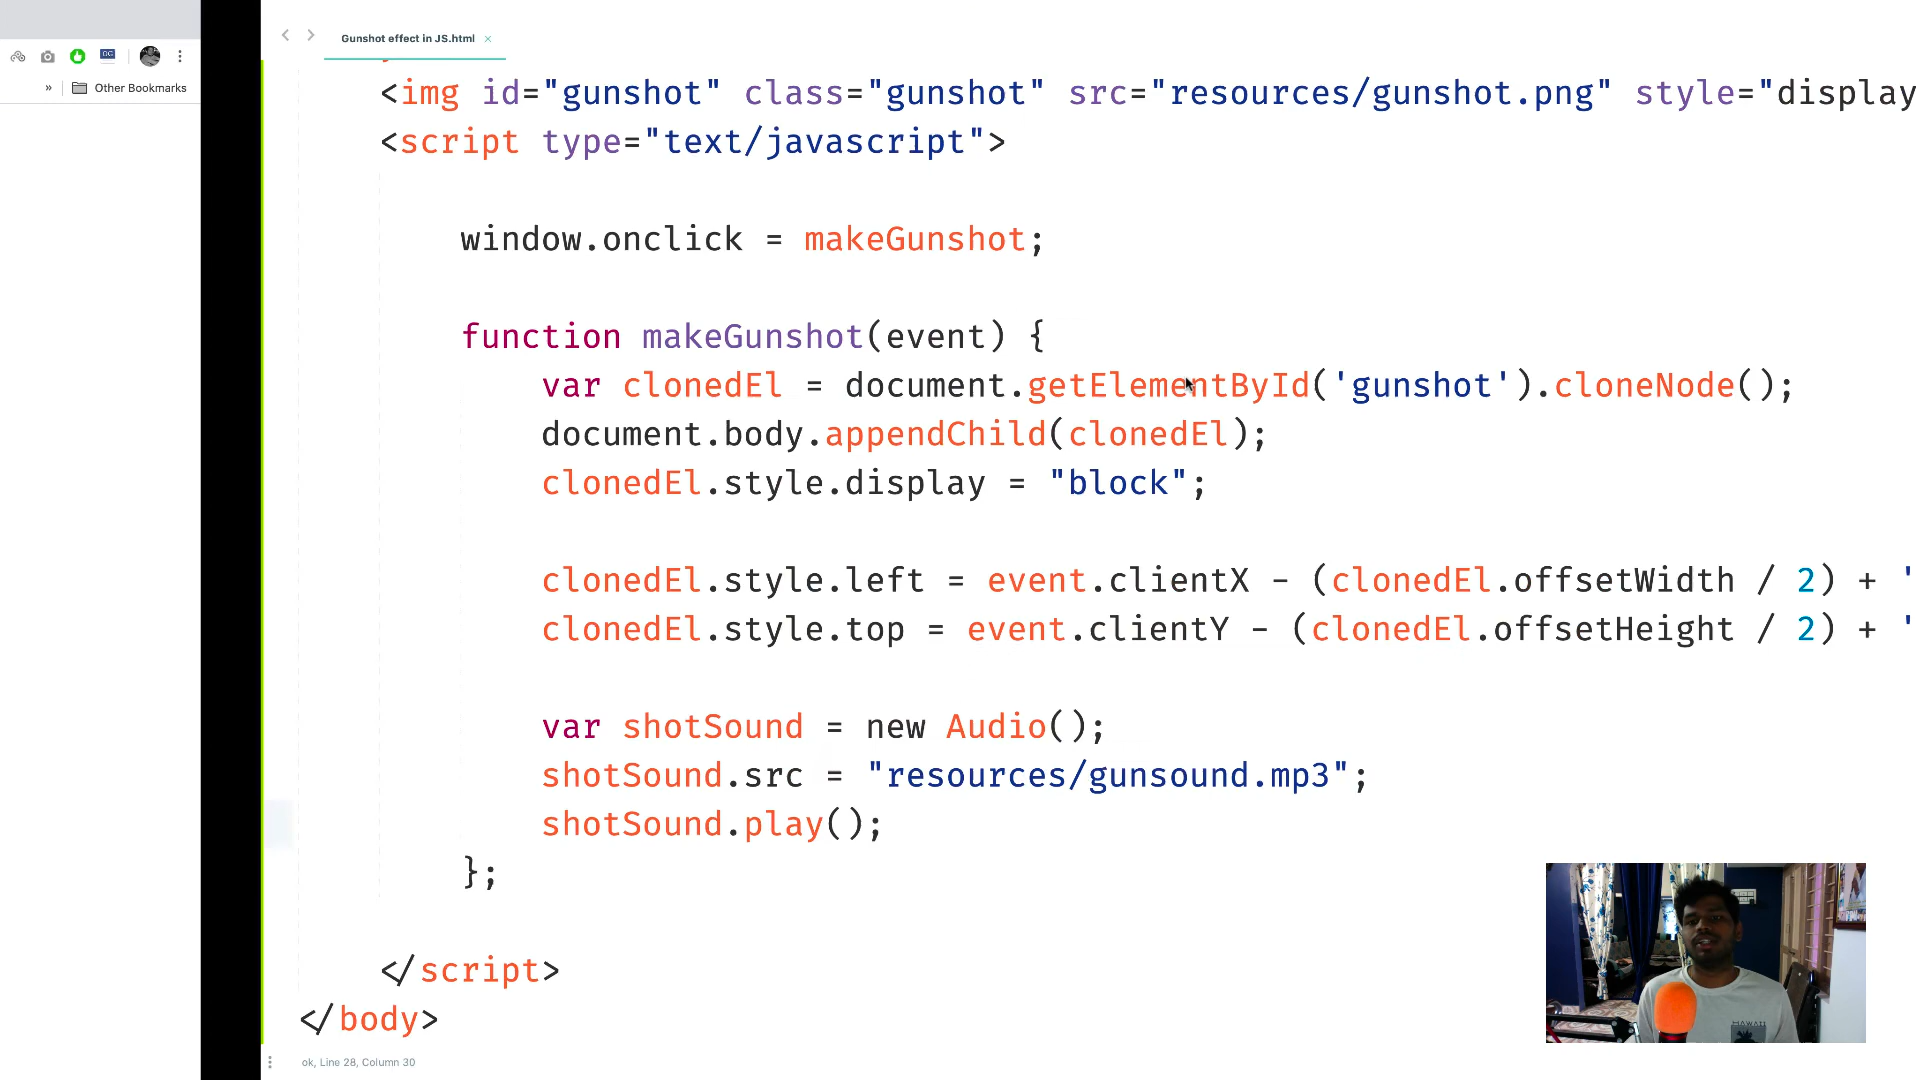 Gunshot effect in JS.html ×
OG
» Other Bookmarks
<img id="gunshot" class="gunshot" src="resources/gunshot.png" style="display
<script type="text/javascript">
window.onclick = makeGunshot;
function makeGunshot(event) {
var clonedEl = document.getElementById('gunshot').cloneNode();
document.body.appendChild(clonedEl);
clonedEl.style.display = "block";
clonedEl.style.left = event.clientX - (clonedEl.offsetWidth / 2) + '
clonedEl.style.top = event.clientY - (clonedEl.offsetHeight / 2) + '
var shotSound = new Audio();
shotSound.src = "resources/gunsound.mp3";
shotSound.play();
};
</script>
</body>
HAWAII
ok, Line 28, Column 30